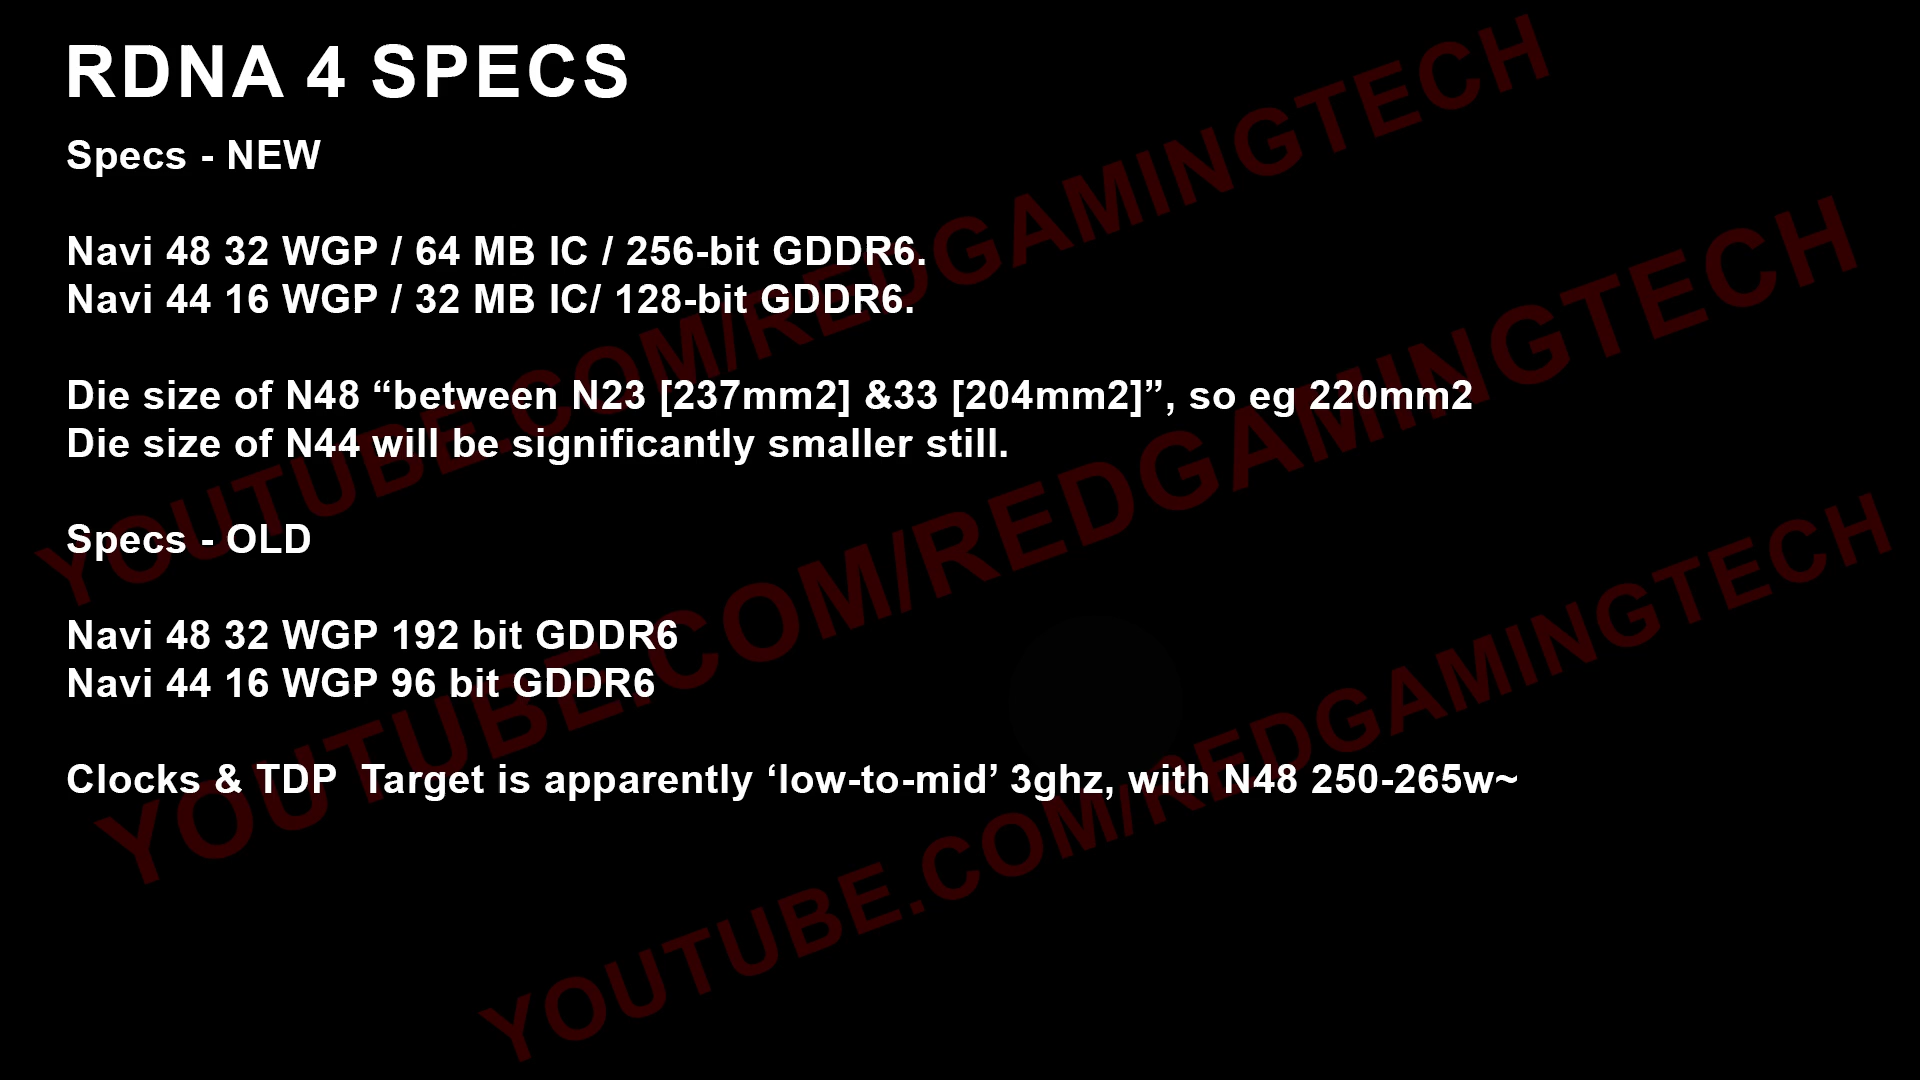 RDNA 4 SPECS
Specs - NEW
Navi 48 32 WGP / 64 MB IC / 256-bit GDDR6.
Navi 44 16 WGP / 32 MB IC/ 128-bit GDDR6.
Die size of N48 “between N23 [237mm2] &33 [204mm2]”, so eg 220mm2
Die size of N44 will be significantly smaller still.
Specs - OLD
Navi 48 32 WGP 192 bit GDDR6
Navi 44 16 WGP 96 bit GDDR6
Clocks & TDP  Target is apparently ‘low-to-mid’ 3ghz, with N48 250-265w~
YOUTUBE.COM/REDGAMINGTECH
YOUTUBE.COM/REDGAMINGTECH
YOUTUBE.COM/REDGAMINGTECH